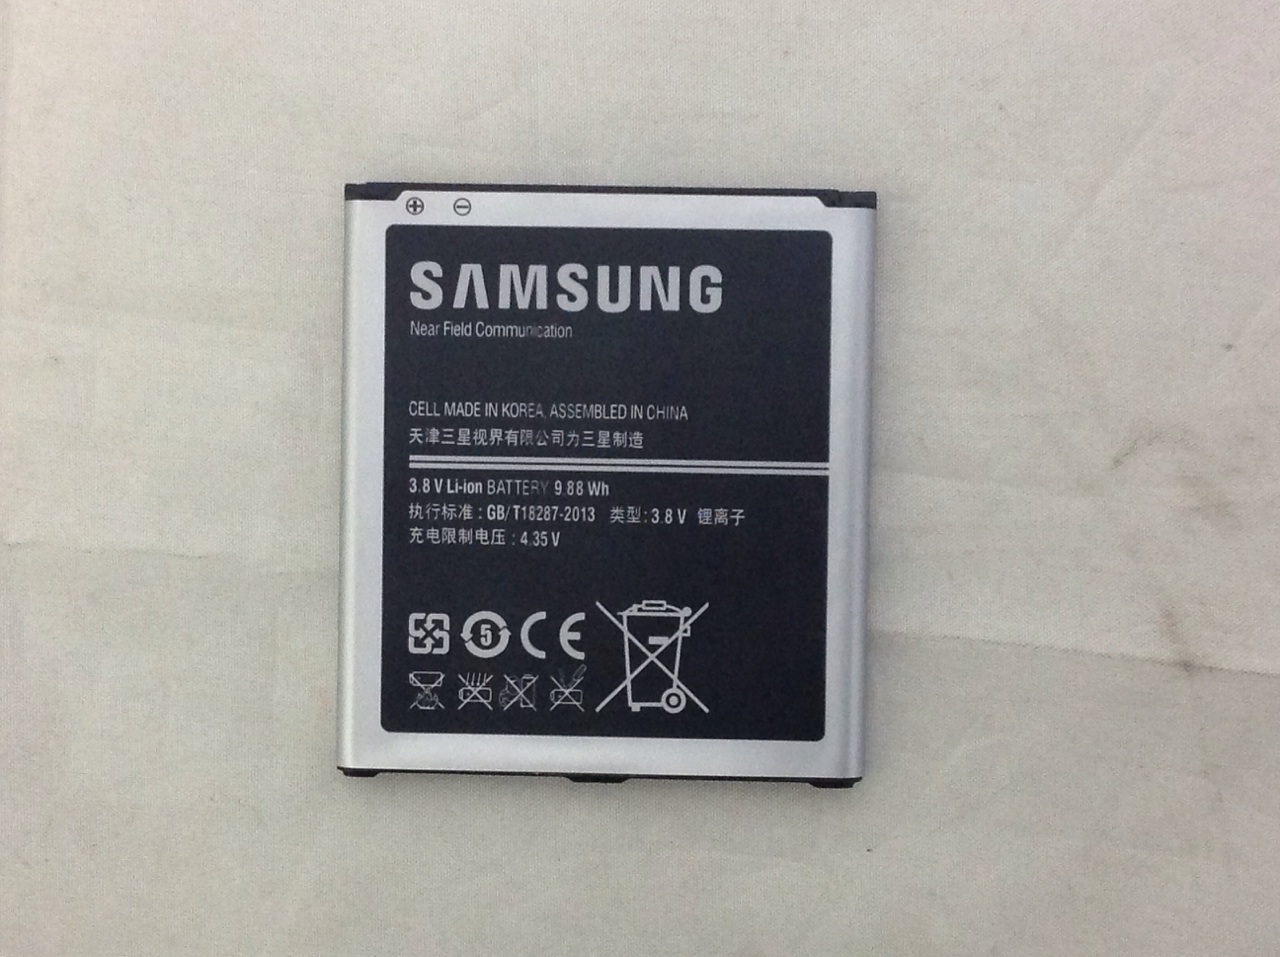 SAMSUNG
Near Field Communication
CELL MADE IN KOREA, ASSEMBLED IN CHINA
天津三星视界有限公司为三星制造
3.8 V Li-ion BATTERY 9.88 Wh
执行标准 : GB/T18287-2013 类型 : 3.8 V 锂离子
充电限制电压 : 4.35 V
5 CE